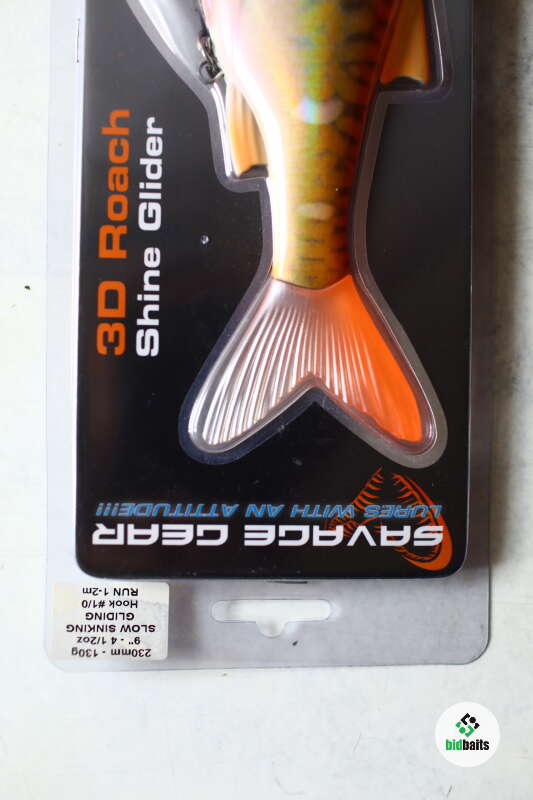 3D Roach
Shine Glider
SAVAGE GEAR
LURES WITH AN ATTITUDE!!!
230mm - 130g
9" - 4 1/2oz
SLOW SINKING
GLIDING
Hook #1/0
RUN 1-2m
bidbaits